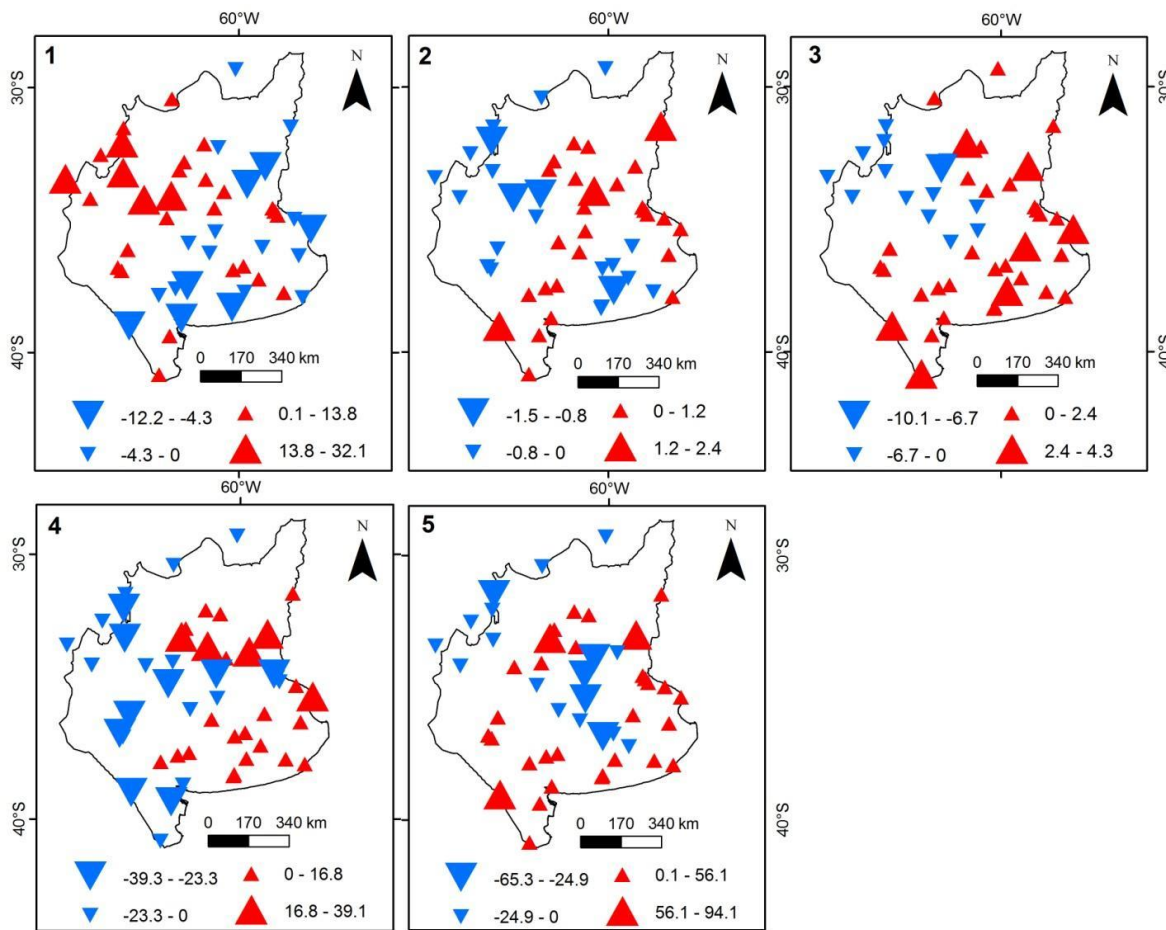 60°W 60°W 60°W
1 N 2 N 3 N
30°S 30°S
40°S 40°S
0 170 340 km 0 170 340 km 0 170 340 km
-12.2 - -4.3 0.1 - 13.8 -1.5 - -0.8 0 - 1.2 -10.1 - -6.7 0 - 2.4
-4.3 - 0 13.8 - 32.1 -0.8 - 0 1.2 - 2.4 -6.7 - 0 2.4 - 4.3
60°W 60°W
4 N 5 N
30°S 30°S
40°S 40°S
0 170 340 km 0 170 340 km
-39.3 - -23.3 0 - 16.8 -65.3 - -24.9 0.1 - 56.1
-23.3 - 0 16.8 - 39.1 -24.9 - 0 56.1 - 94.1